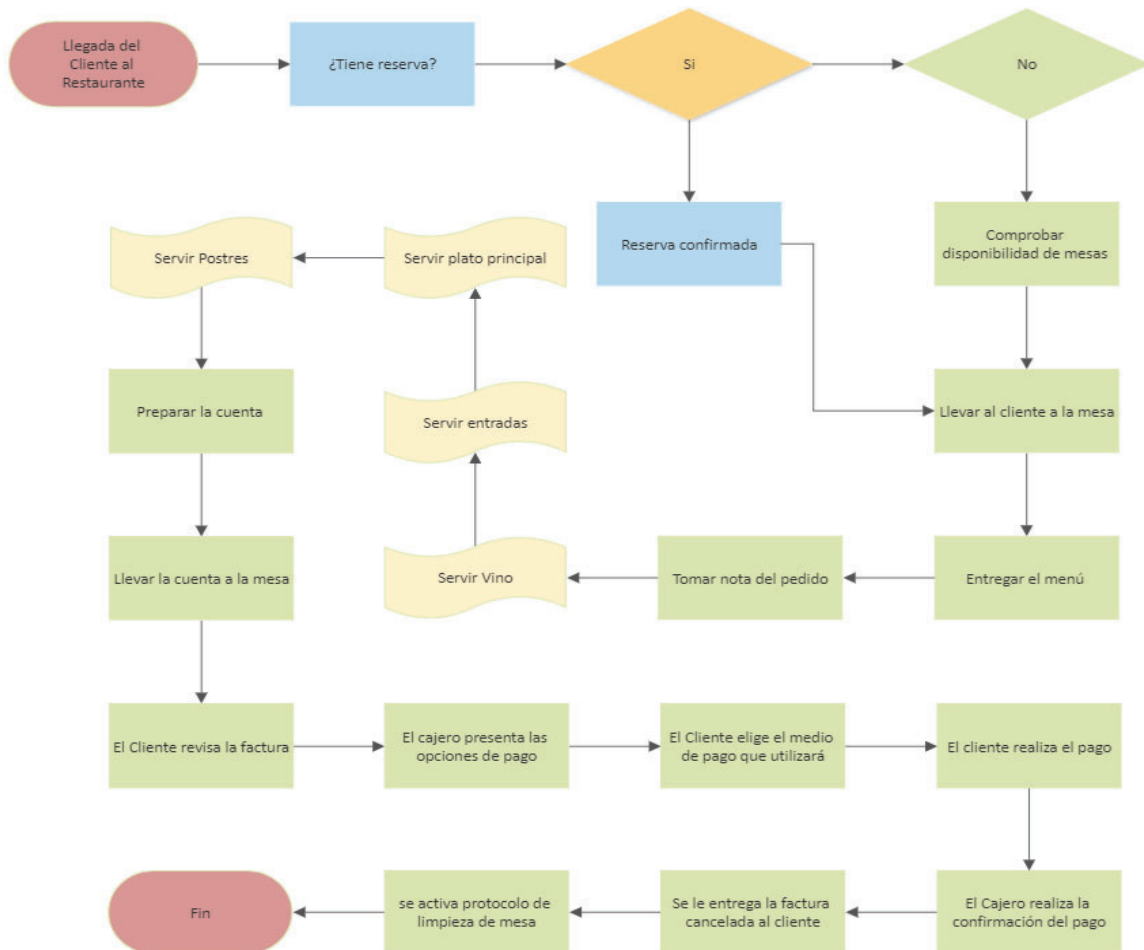 Llegada del
Cliente al
Restaurante
¿Tiene reserva?
Si
No
Reserva confirmada
Comprobar
disponibilidad de mesas
Llevar al cliente a la mesa
Entregar el menú
Tomar nota del pedido
Servir Vino
Servir entradas
Servir plato principal
Servir Postres
Preparar la cuenta
Llevar la cuenta a la mesa
El Cliente revisa la factura
El cajero presenta las
opciones de pago
El Cliente elige el medio
de pago que utilizará
El cliente realiza el pago
El Cajero realiza la
confirmación del pago
Se le entrega la factura
cancelada al cliente
se activa protocolo de
limpieza de mesa
Fin